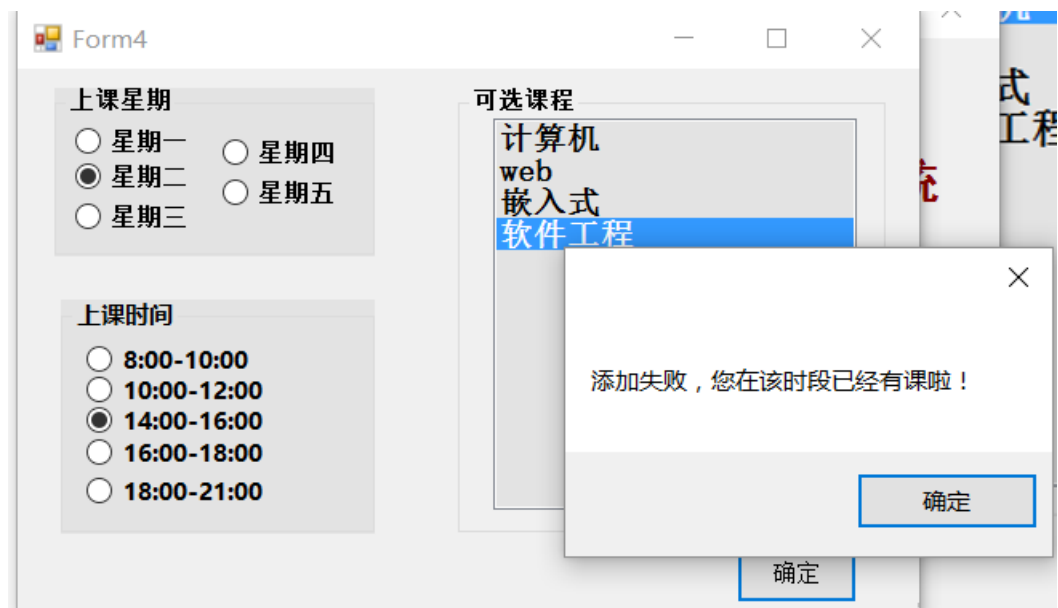 Form4
上课星期
星期一
星期二
星期三
星期四
星期五
上课时间
8:00-10:00
10:00-12:00
14:00-16:00
16:00-18:00
18:00-21:00
可选课程
计算机
web
嵌入式
软件工程
添加失败，您在该时段已经有课啦！
确定
确定
式
工程